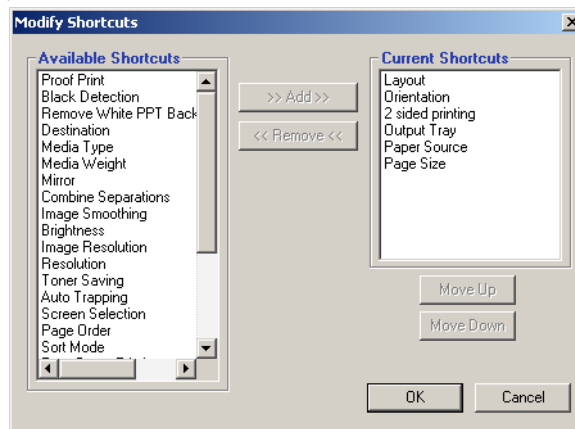 Modify Shortcuts
Available Shortcuts
Proof Print
Black Detection
Remove White PPT Back
Destination
Media Type
Media Weight
Mirror
Combine Separations
Image Smoothing
Brightness
Image Resolution
Resolution
Toner Saving
Auto Trapping
Screen Selection
Page Order
Sort Mode
>> Add >>
<< Remove <<
Current Shortcuts
Layout
Orientation
2 sided printing
Output Tray
Paper Source
Page Size
Move Up
Move Down
OK
Cancel